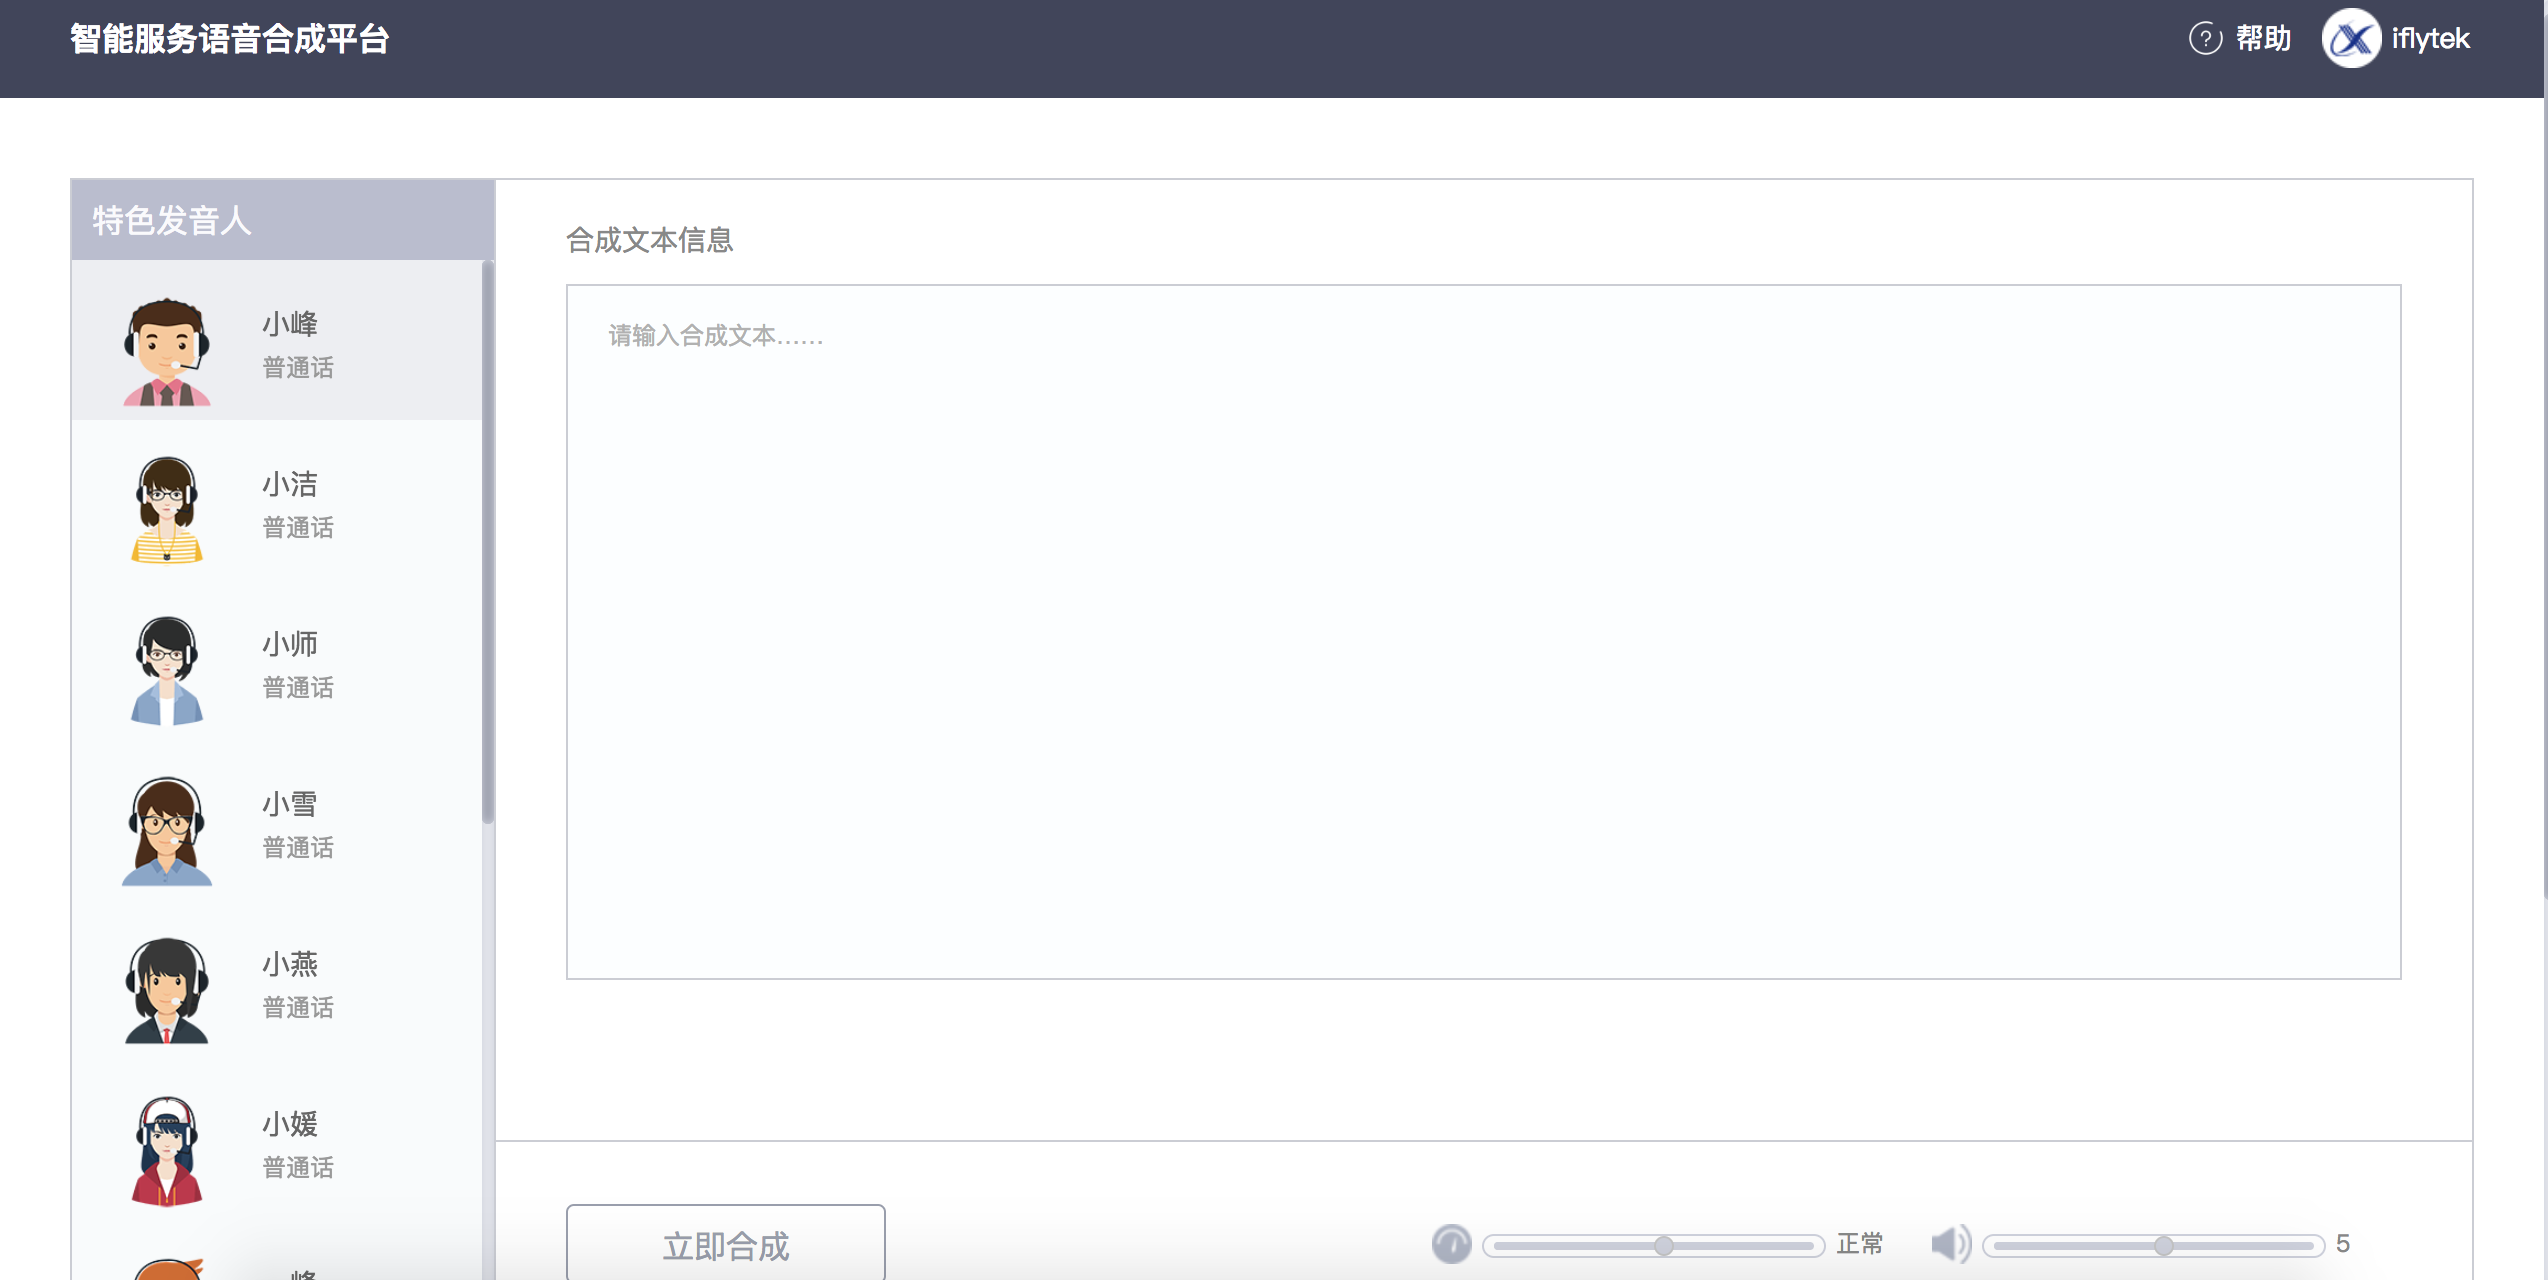 智能服务语音合成平台
帮助
iflytek
特色发音人
小峰
普通话
小洁
普通话
小师
普通话
小雪
普通话
小燕
普通话
小媛
普通话
合成文本信息
请输入合成文本......
立即合成
正常
5